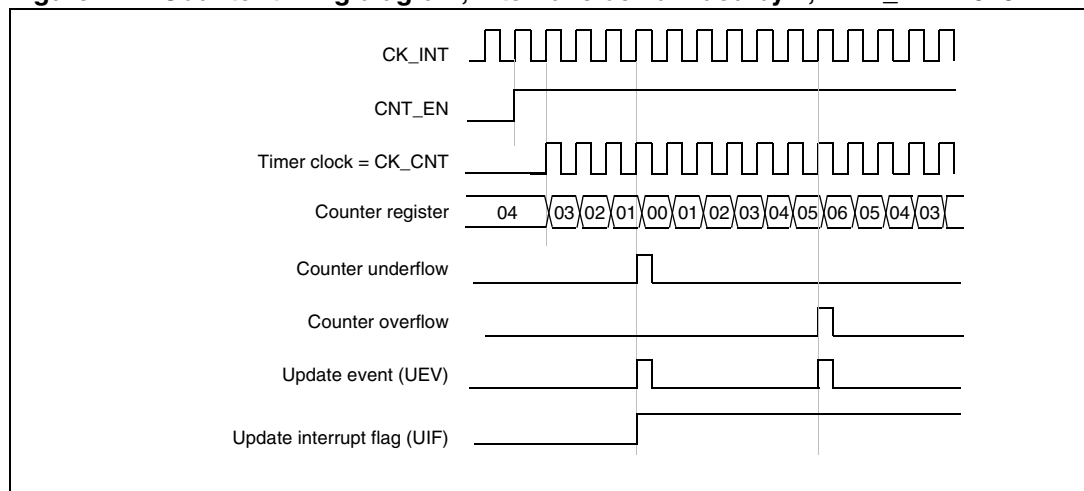 CK_INT
CNT_EN
Timer clock = CK_CNT
Counter register 04 03 02 01 00 01 02 03 04 05 06 05 04 03
Counter underflow
Counter overflow
Update event (UEV)
Update interrupt flag (UIF)